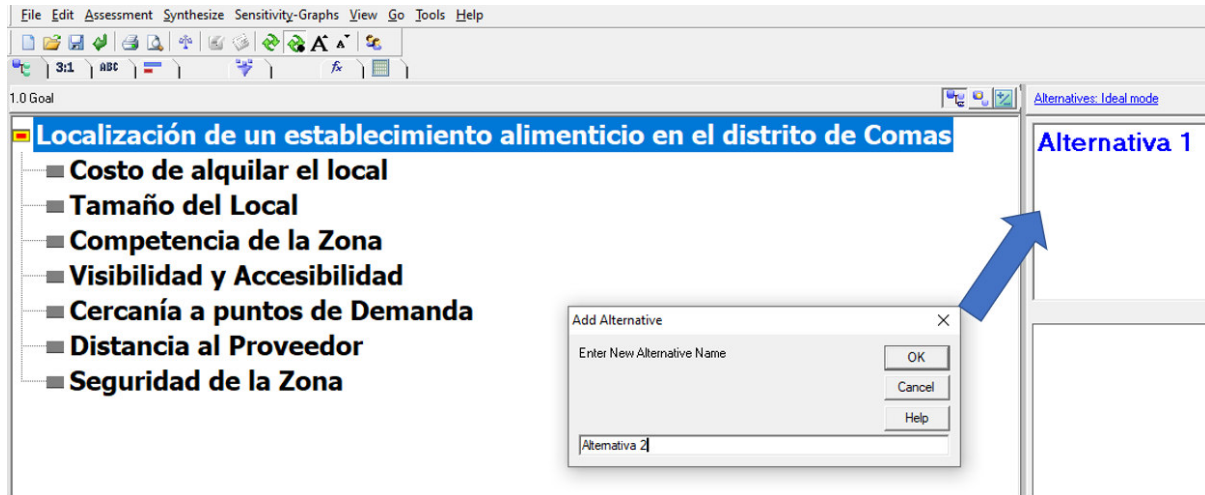 File Edit Assessment Synthesize Sensitivity-Graphs View Go Tools Help
A A
3:1 ABC fx
1.0 Goal
Alternatives: Ideal mode
Localización de un establecimiento alimenticio en el distrito de Comas
Alternativa 1
Costo de alquilar el local
Tamaño del Local
Competencia de la Zona
Visibilidad y Accesibilidad
Cercanía a puntos de Demanda
Distancia al Proveedor
Seguridad de la Zona
Add Alternative
Enter New Alternative Name
OK
Cancel
Help
Alternativa 2